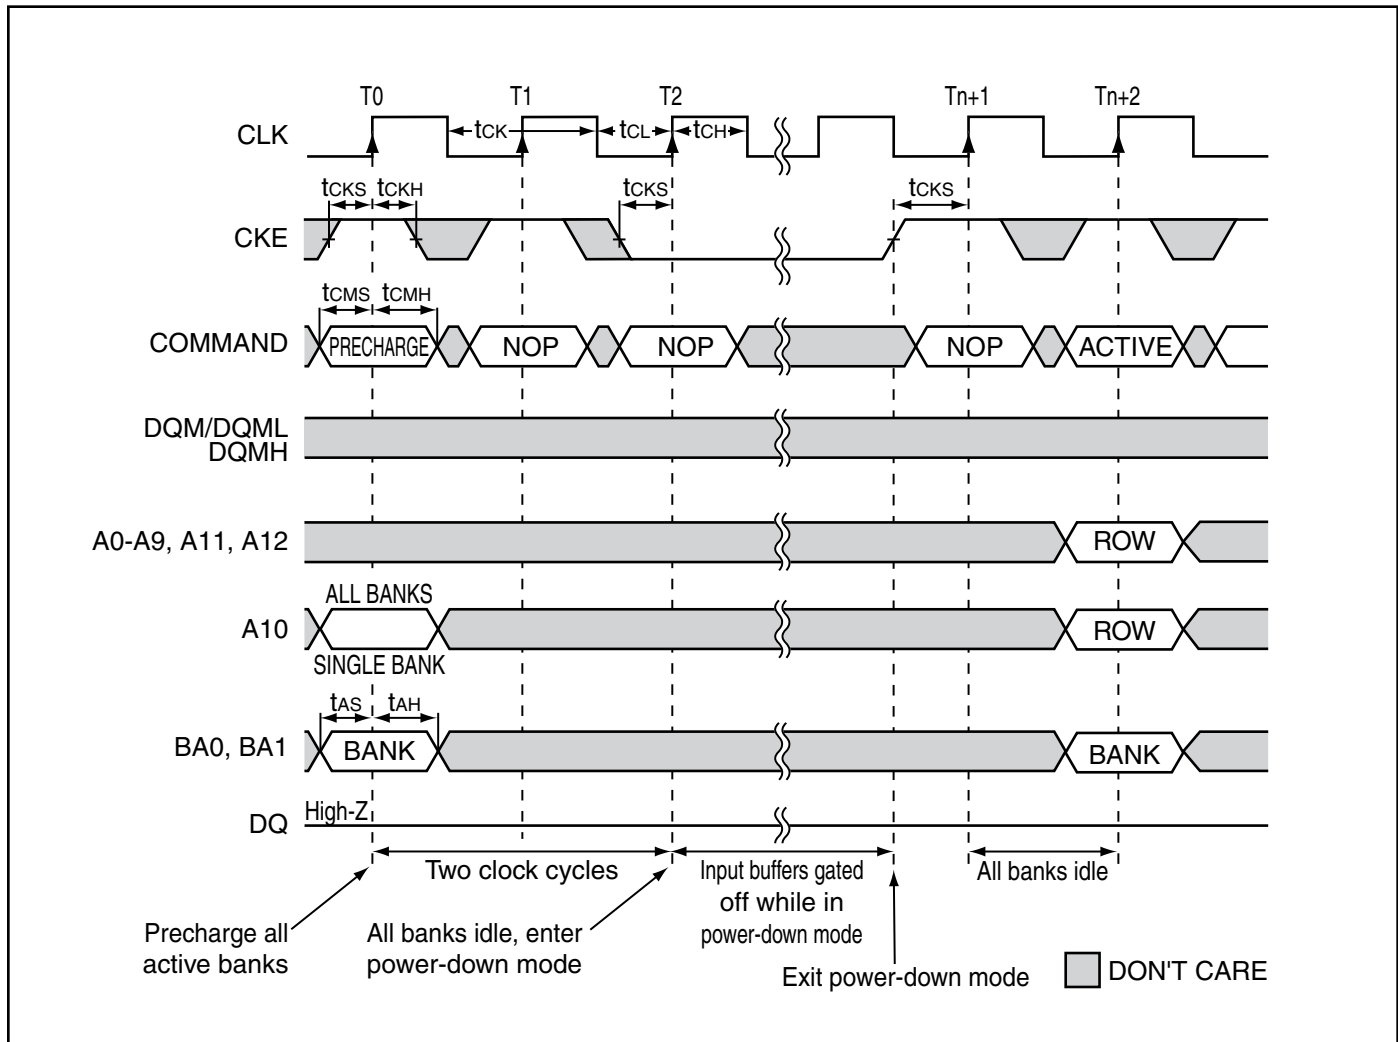 T0 T1 T2 Tn+1 Tn+2
CLK tCK tCL tCH
tCKS tCKH tCKS tCKS
CKE
tCMS tCMH
COMMAND PRECHARGE NOP NOP NOP ACTIVE
DQM/DQML
DQMH
A0-A9, A11, A12 ROW
ALL BANKS
A10 ROW
SINGLE BANK
tAS tAH
BA0, BA1 BANK BANK
High-Z
DQ
Two clock cycles
Input buffers gated
off while in
power-down mode
All banks idle
Precharge all
active banks
All banks idle, enter
power-down mode
Exit power-down mode
DON'T CARE